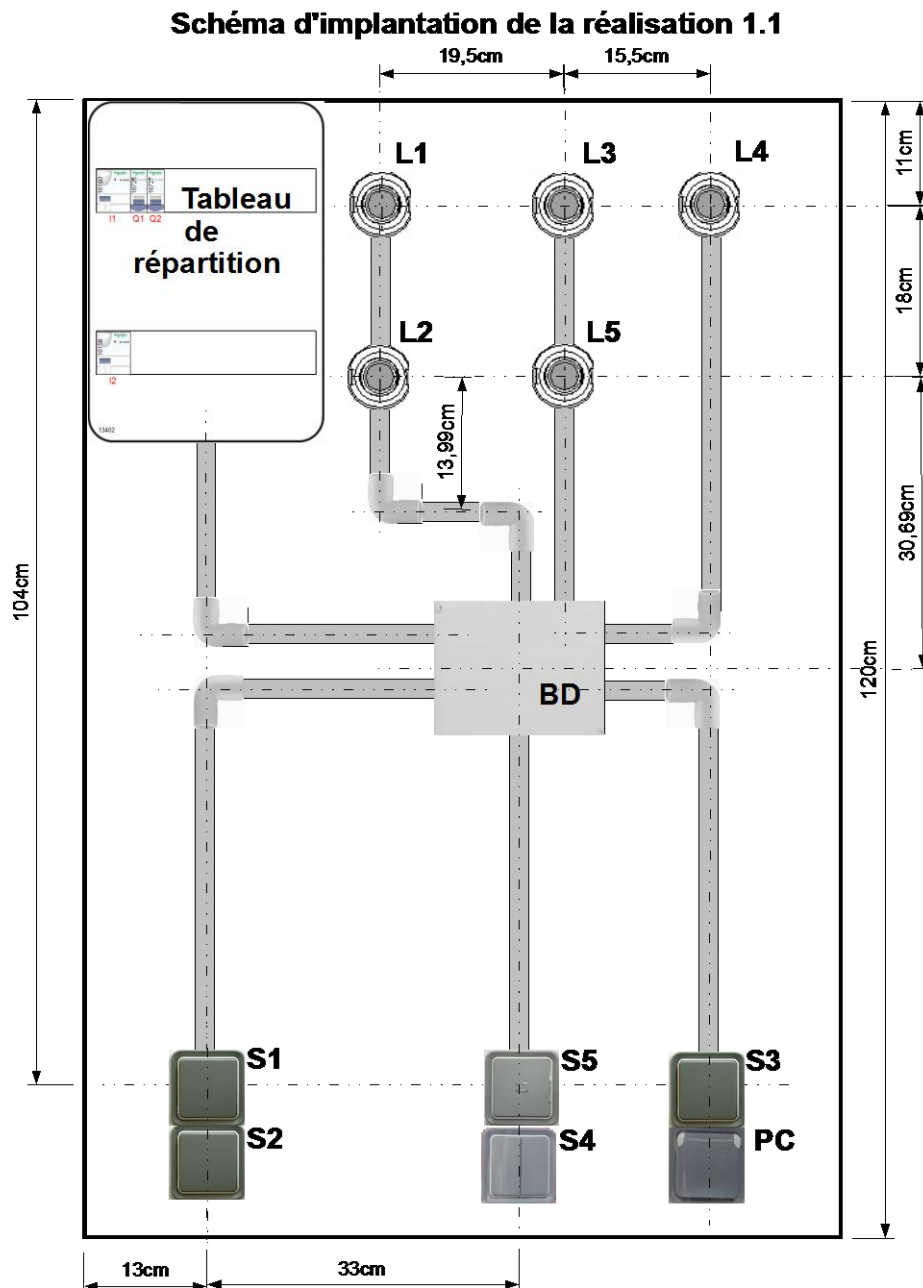 Schéma d'implantation de la réalisation 1.1
19,5cm
15,5cm
L1
L3
L4
11cm
Tableau
de
répartition
I1
Q1
Q2
18cm
L2
L5
I2
13402
13,99cm
30,69cm
104cm
120cm
BD
S1
S5
S3
S2
S4
PC
13cm
33cm